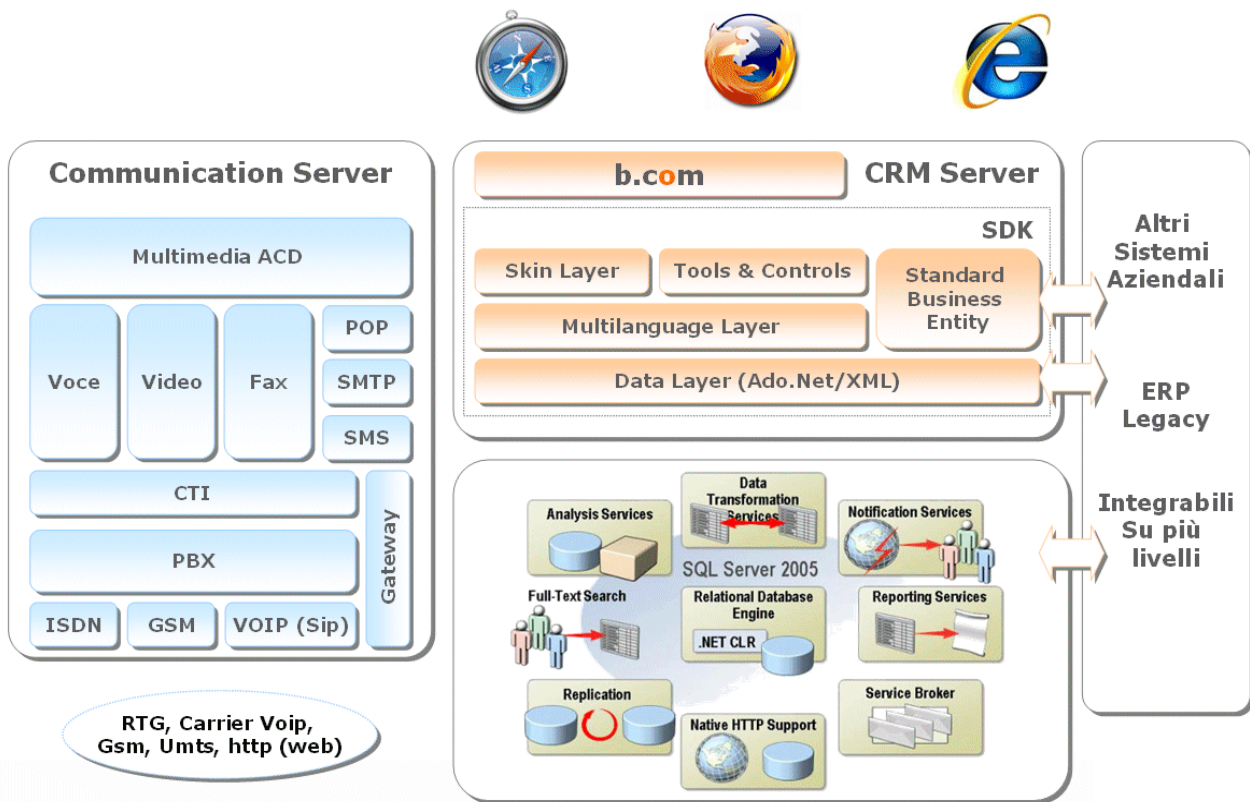 Communication Server
Multimedia ACD
Voce
Video
Fax
POP
SMTP
SMS
CTI
PBX
Gateway
ISDN
GSM
VOIP (Sip)
RTG, Carrier Voip,
Gsm, Umts, http (web)
b.com
CRM Server
SDK
Skin Layer
Tools & Controls
Standard
Business
Entity
Multilanguage Layer
Data Layer (Ado.Net/XML)
Data
Transformation
Services
Analysis Services
Notification Services
SQL Server 2005
Full-Text Search
Relational Database
Engine
.NET CLR
Reporting Services
Replication
Native HTTP Support
Service Broker
Altri
Sistemi
Aziendali
ERP
Legacy
Integrabili
Su più
livelli